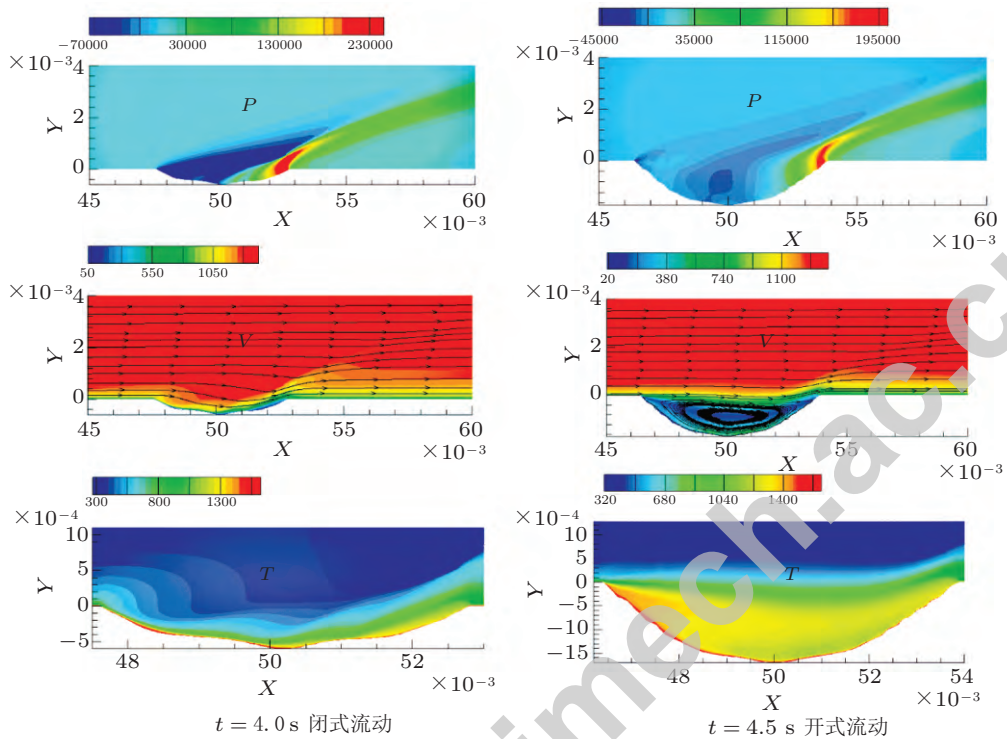 -70000 30000 130000 230000
×10⁻³
4
2
0
Y
P
45 50 55 60
X
×10⁻³
-45000 35000 115000 195000
×10⁻³
4
2
0
Y
P
45 50 55 60
X
×10⁻³
50 550 1050
×10⁻³
4
2
0
Y
V
45 50 55 60
X
×10⁻³
20 380 740 1100
×10⁻³
4
2
0
Y
V
45 50 55 60
X
×10⁻³
300 800 1300
×10⁻⁴
10
5
0
-5
Y
T
48 50 52
X
×10⁻³
t = 4.0 s 闭式流动
320 680 1040 1400
×10⁻⁴
10
5
0
-5
-10
-15
Y
T
48 50 52 54
X
×10⁻³
t = 4.5 s 开式流动
imech.ac.c